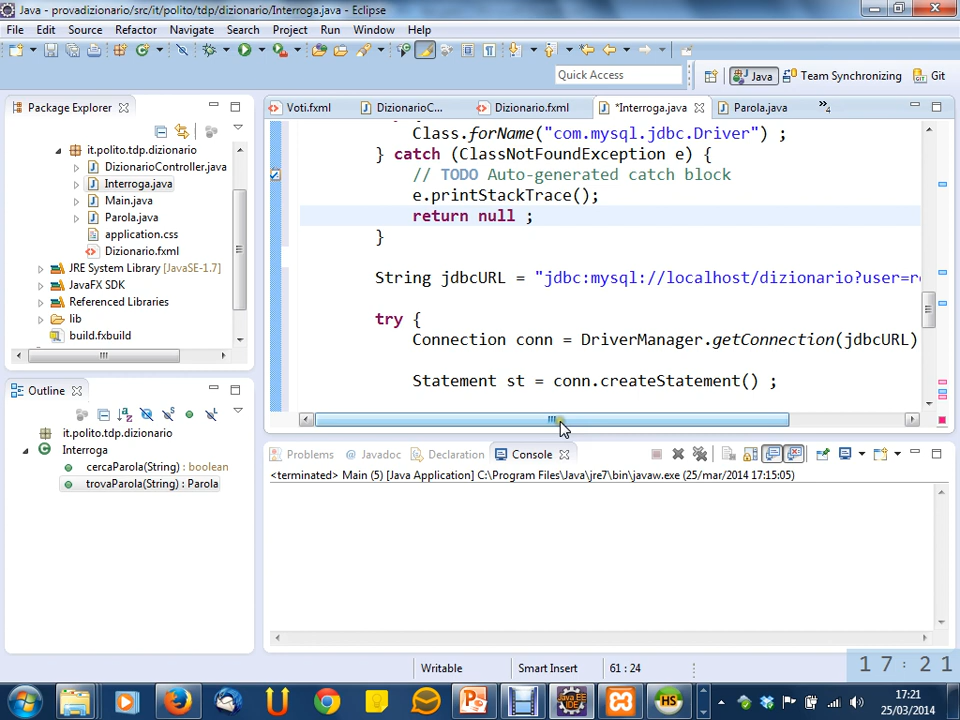 Java - provadizionario/src/it/polito/tdp/dizionario/Interroga.java - Eclipse
File Edit Source Refactor Navigate Search Project Run Window Help
Quick Access
Java
Team Synchronizing
Git
Package Explorer
it.polito.tdp.dizionario
DizionarioController.java
Interroga.java
Main.java
Parola.java
application.css
Dizionario.fxml
JRE System Library [JavaSE-1.7]
JavaFX SDK
Referenced Libraries
lib
build.fxbuild
Voti.fxml
DizionarioC...
Dizionario.fxml
*Interroga.java
Parola.java
»4
Class.forName("com.mysql.jdbc.Driver") ;
} catch (ClassNotFoundException e) {
// TODO Auto-generated catch block
e.printStackTrace();
return null ;
}
String jdbcURL = "jdbc:mysql://localhost/dizionario?user=r
try {
Connection conn = DriverManager.getConnection(jdbcURL)
Statement st = conn.createStatement() ;
Outline
it.polito.tdp.dizionario
Interroga
cercaParola(String) : boolean
trovaParola(String) : Parola
Problems
@ Javadoc
Declaration
Console
<terminated> Main (5) [Java Application] C:\Program Files\Java\jre7\bin\javaw.exe (25/mar/2014 17:15:05)
Writable
Smart Insert
61 : 24
17:21
17:21
25/03/2014